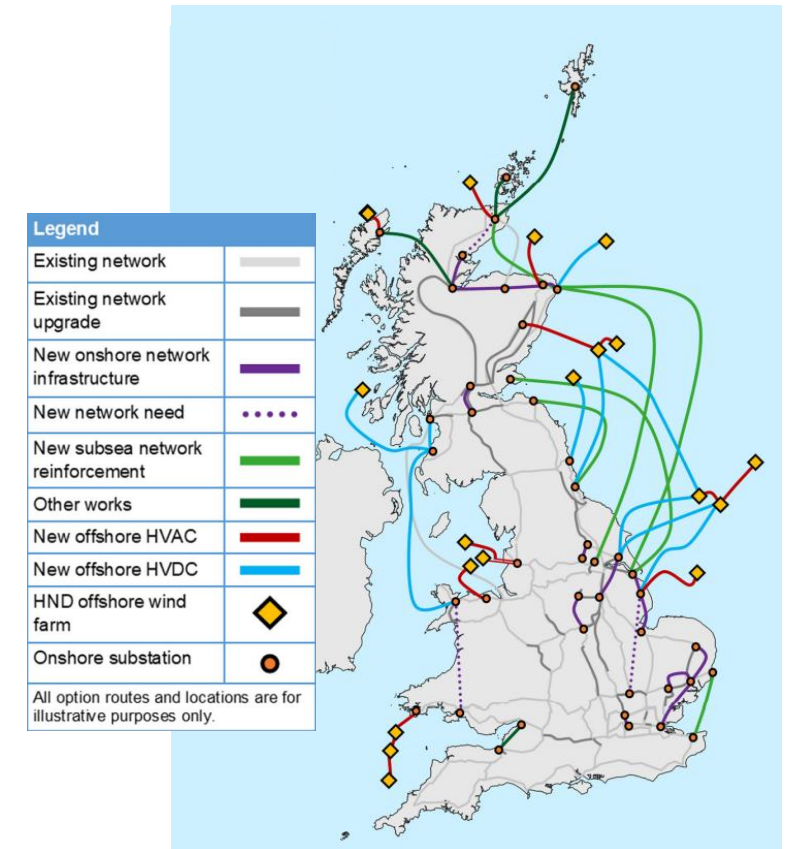 Legend
Existing network
Existing network
upgrade
New onshore network
infrastructure
New network need
New subsea network
reinforcement
Other works
New offshore HVAC
New offshore HVDC
HND offshore wind
farm
Onshore substation
All option routes and locations are for
illustrative purposes only.